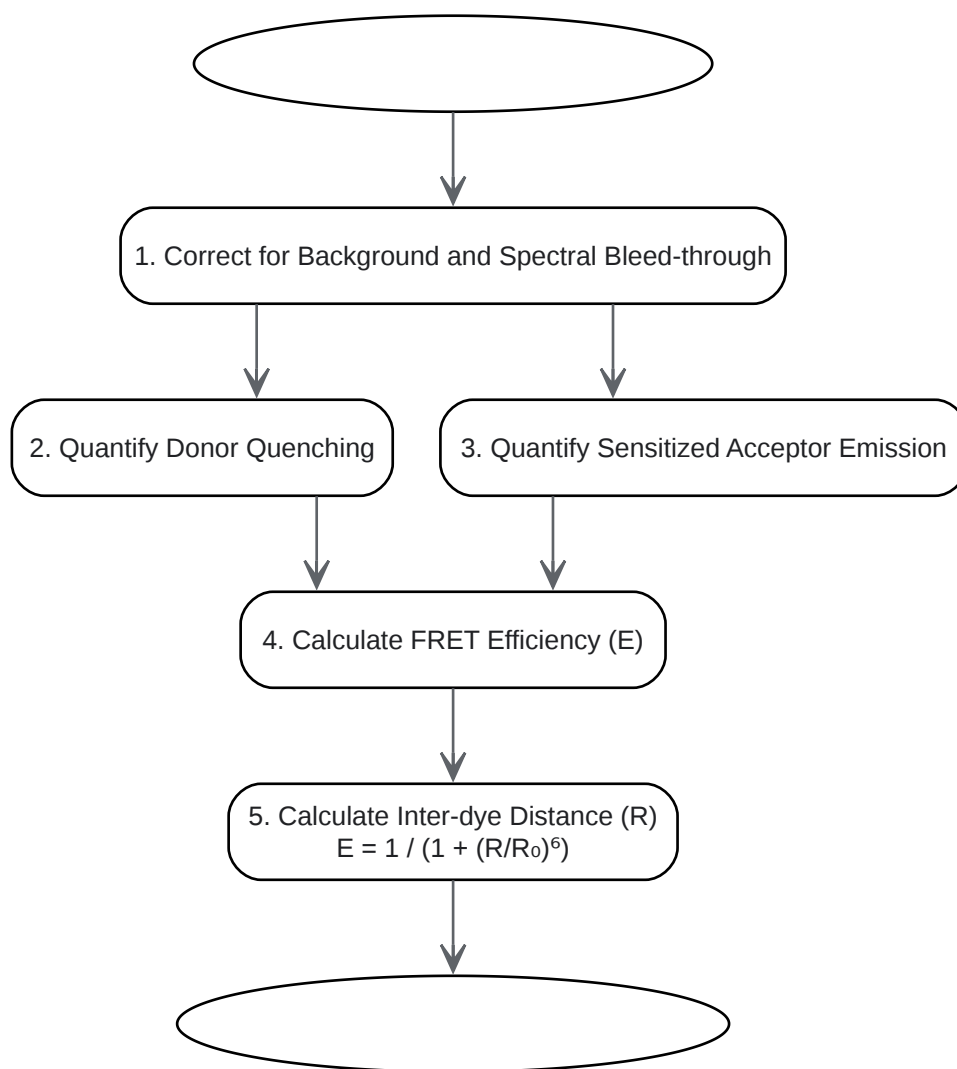 1. Correct for Background and Spectral Bleed-through
2. Quantify Donor Quenching
3. Quantify Sensitized Acceptor Emission
4. Calculate FRET Efficiency (E)
5. Calculate Inter-dye Distance (R)
E = 1 / (1 + (R/R₀)⁶)